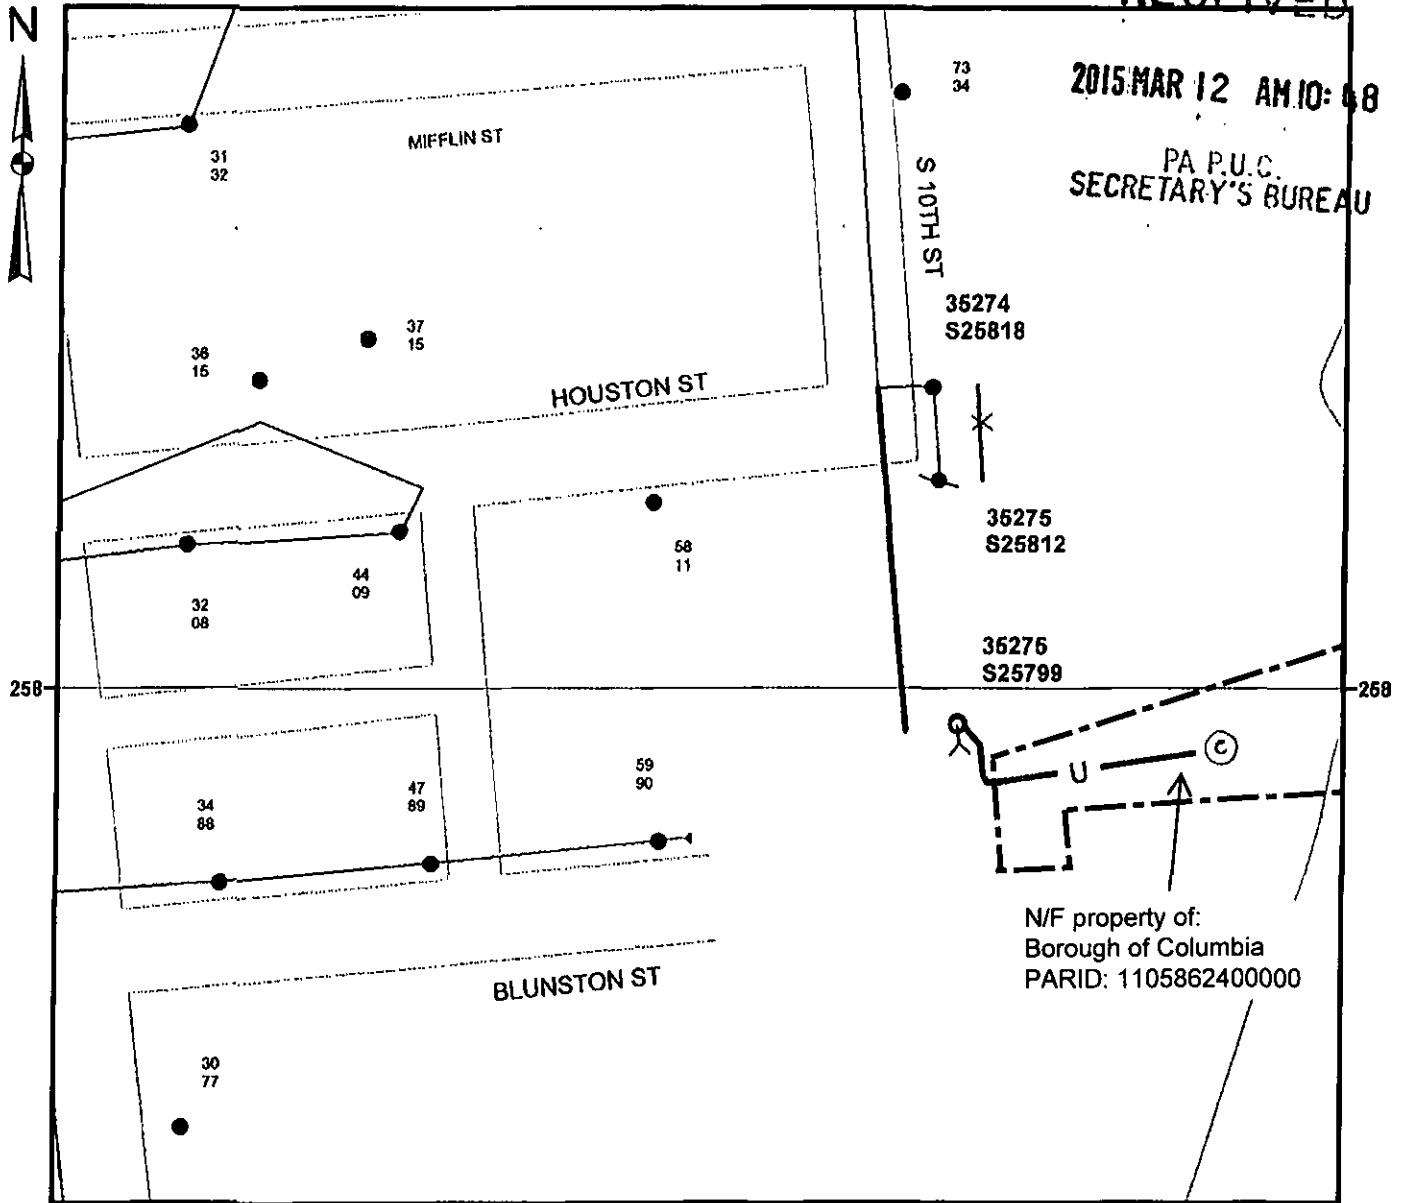 N
2015 MAR 12 AM 10: 48
PA P.U.C.
SECRETARY'S BUREAU
73
34
MIFFLIN ST
31
32
S 10TH ST
35274
S25818
37
15
36
15
HOUSTON ST
35275
S25812
58
11
44
09
32
08
35275
S25799
258
258
C
U
59
90
47
89
34
88
N/F property of:
Borough of Columbia
PARID: 1105862400000
BLUNSTON ST
30
77